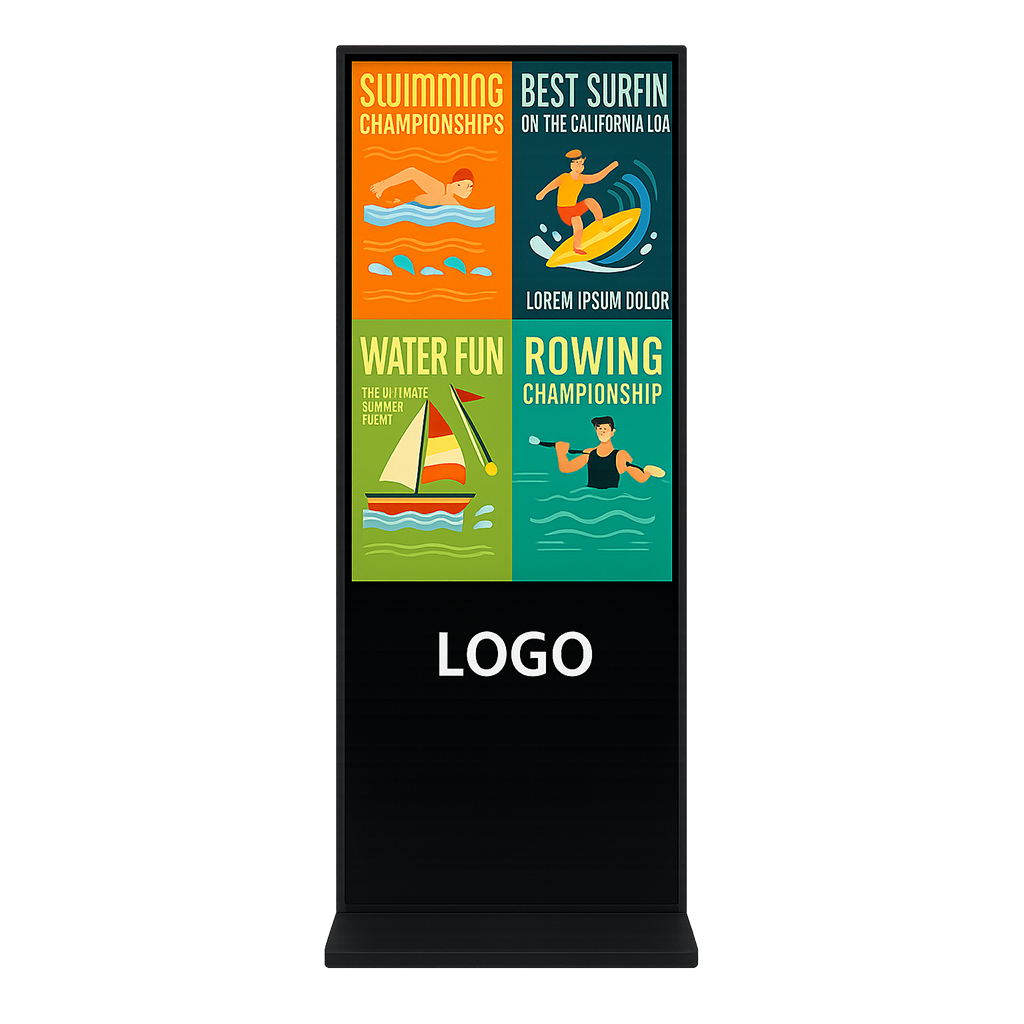 SWIMMING
CHAMPIONSHIPS
BEST SURFIN
ON THE CALIFORNIA LOA
LOREM IPSUM DOLOR
WATER FUN
THE ULTIMATE
SUMMER
FUEMT
ROWING
CHAMPIONSHIP
LOGO